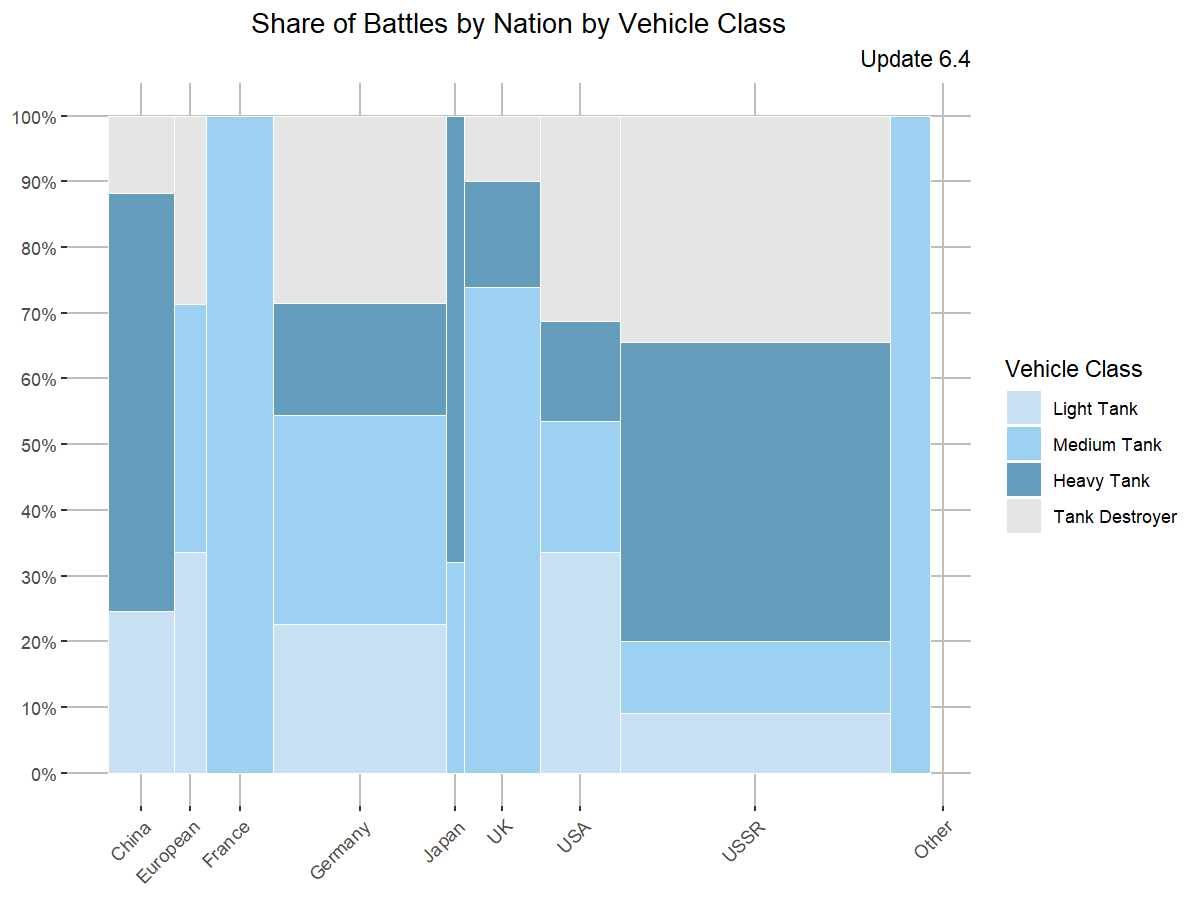 Share of Battles by Nation by Vehicle Class
Update 6.4
100%
90%
80%
70%
60%
50%
40%
30%
20%
10%
0%
China
European
France
Germany
Japan
UK
USA
USSR
Other
Vehicle Class
Light Tank
Medium Tank
Heavy Tank
Tank Destroyer